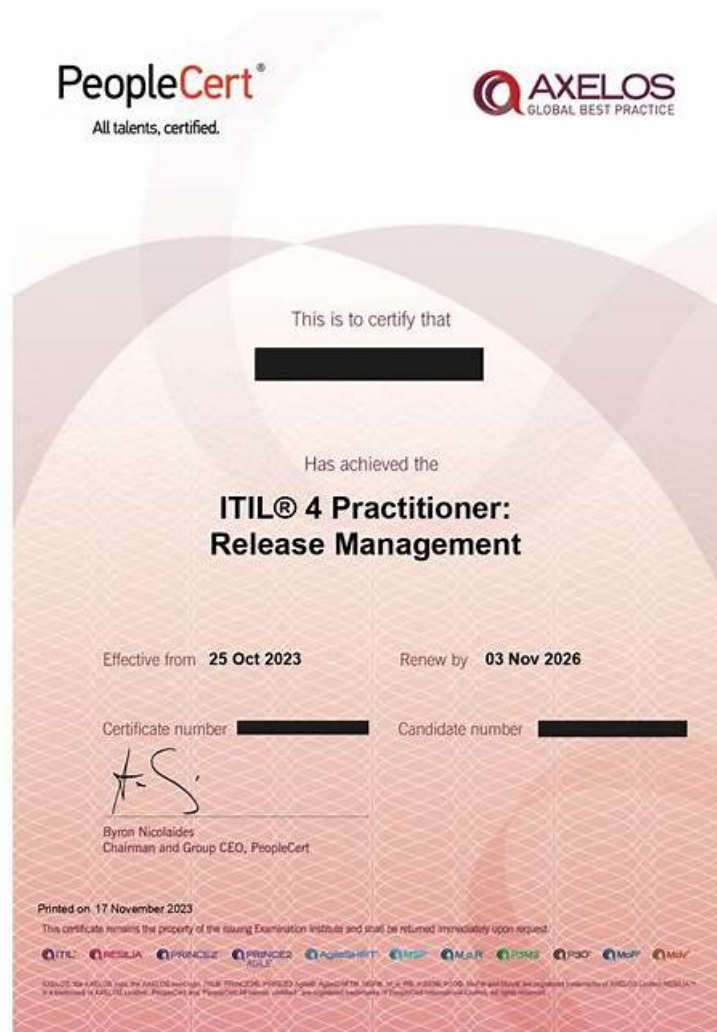 PeopleCert®
All talents, certified.
AXELOS
GLOBAL BEST PRACTICE
This is to certify that
Has achieved the
ITIL® 4 Practitioner:
Release Management
Effective from 25 Oct 2023
Renew by 03 Nov 2026
Certificate number
Candidate number
Byron Nicolaides
Chairman and Group CEO, PeopleCert
Printed on 17 November 2023
This certificate remains the property of the issuing Examination Institute and shall be returned immediately upon request.
ITIL® RESILIA PRINCE2 PRINCE2 AGILE AgileSHIFT MSP M_o_R P3M3 P3O MoP MoV